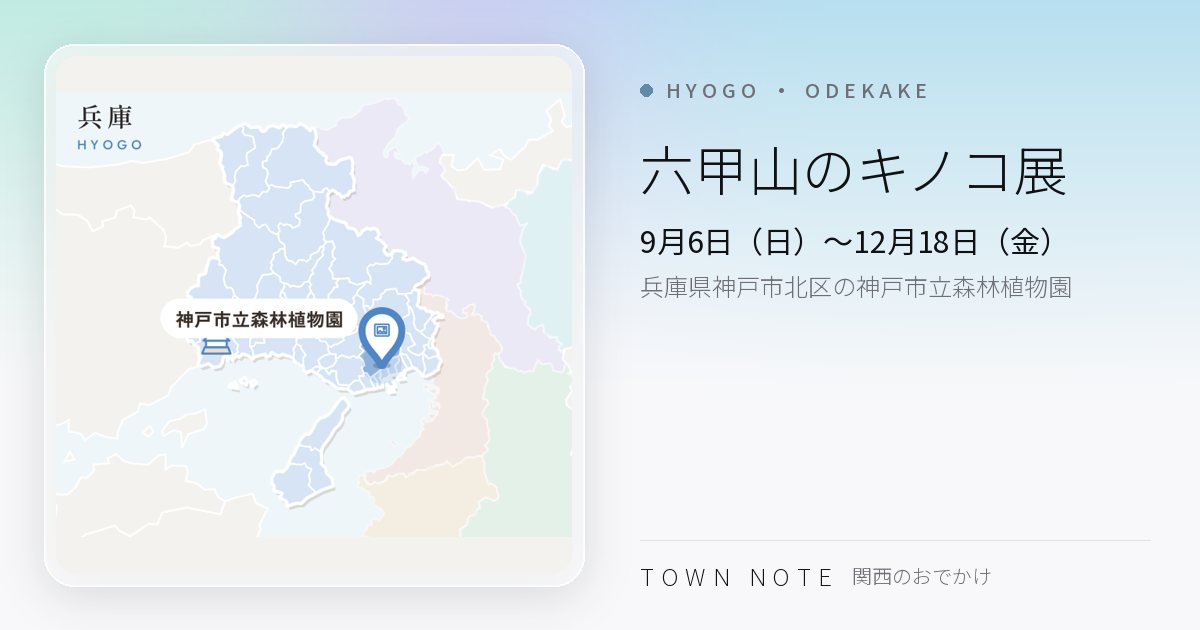 兵庫
HYOGO
神戸市立森林植物園
HYOGO • ODEKAKE
六甲山のキノコ展
9月6日（日）〜12月18日（金）
兵庫県神戸市北区の神戸市立森林植物園
TOWN NOTE 関西のおでかけ